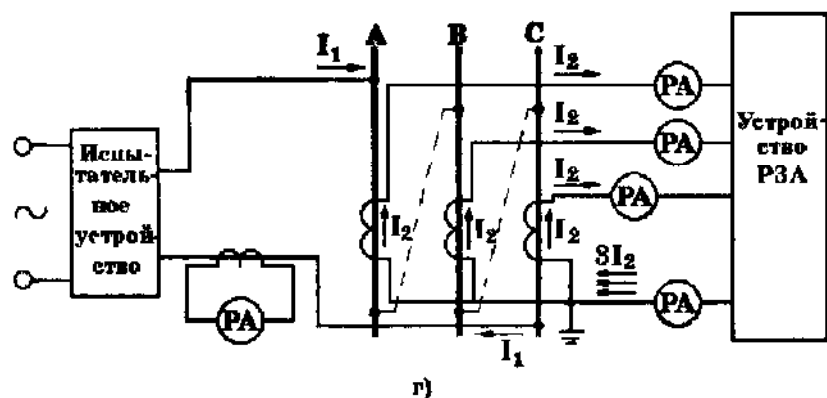 A B C
I₁
I₂
PA
I₂
PA
I₂
PA
Испы-
татель-
ное
устрой-
ство
Устрой-
ство
РЗА
I₂
I₂
I₂
3I₂
PA
PA
I₁
г)